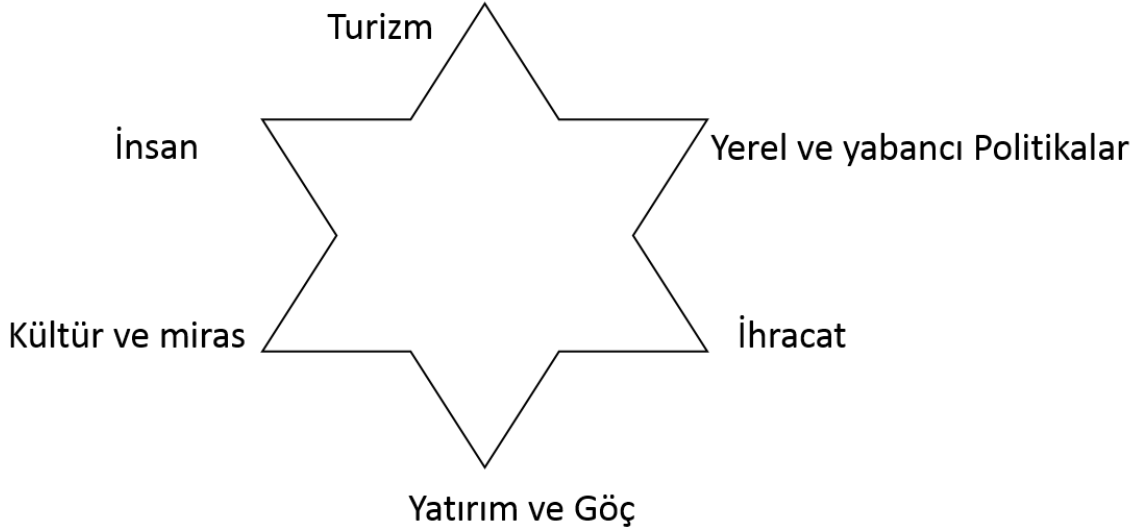 Turizm
İnsan
Yerel ve yabancı Politikalar
Kültür ve miras
İhracat
Yatırım ve Göç